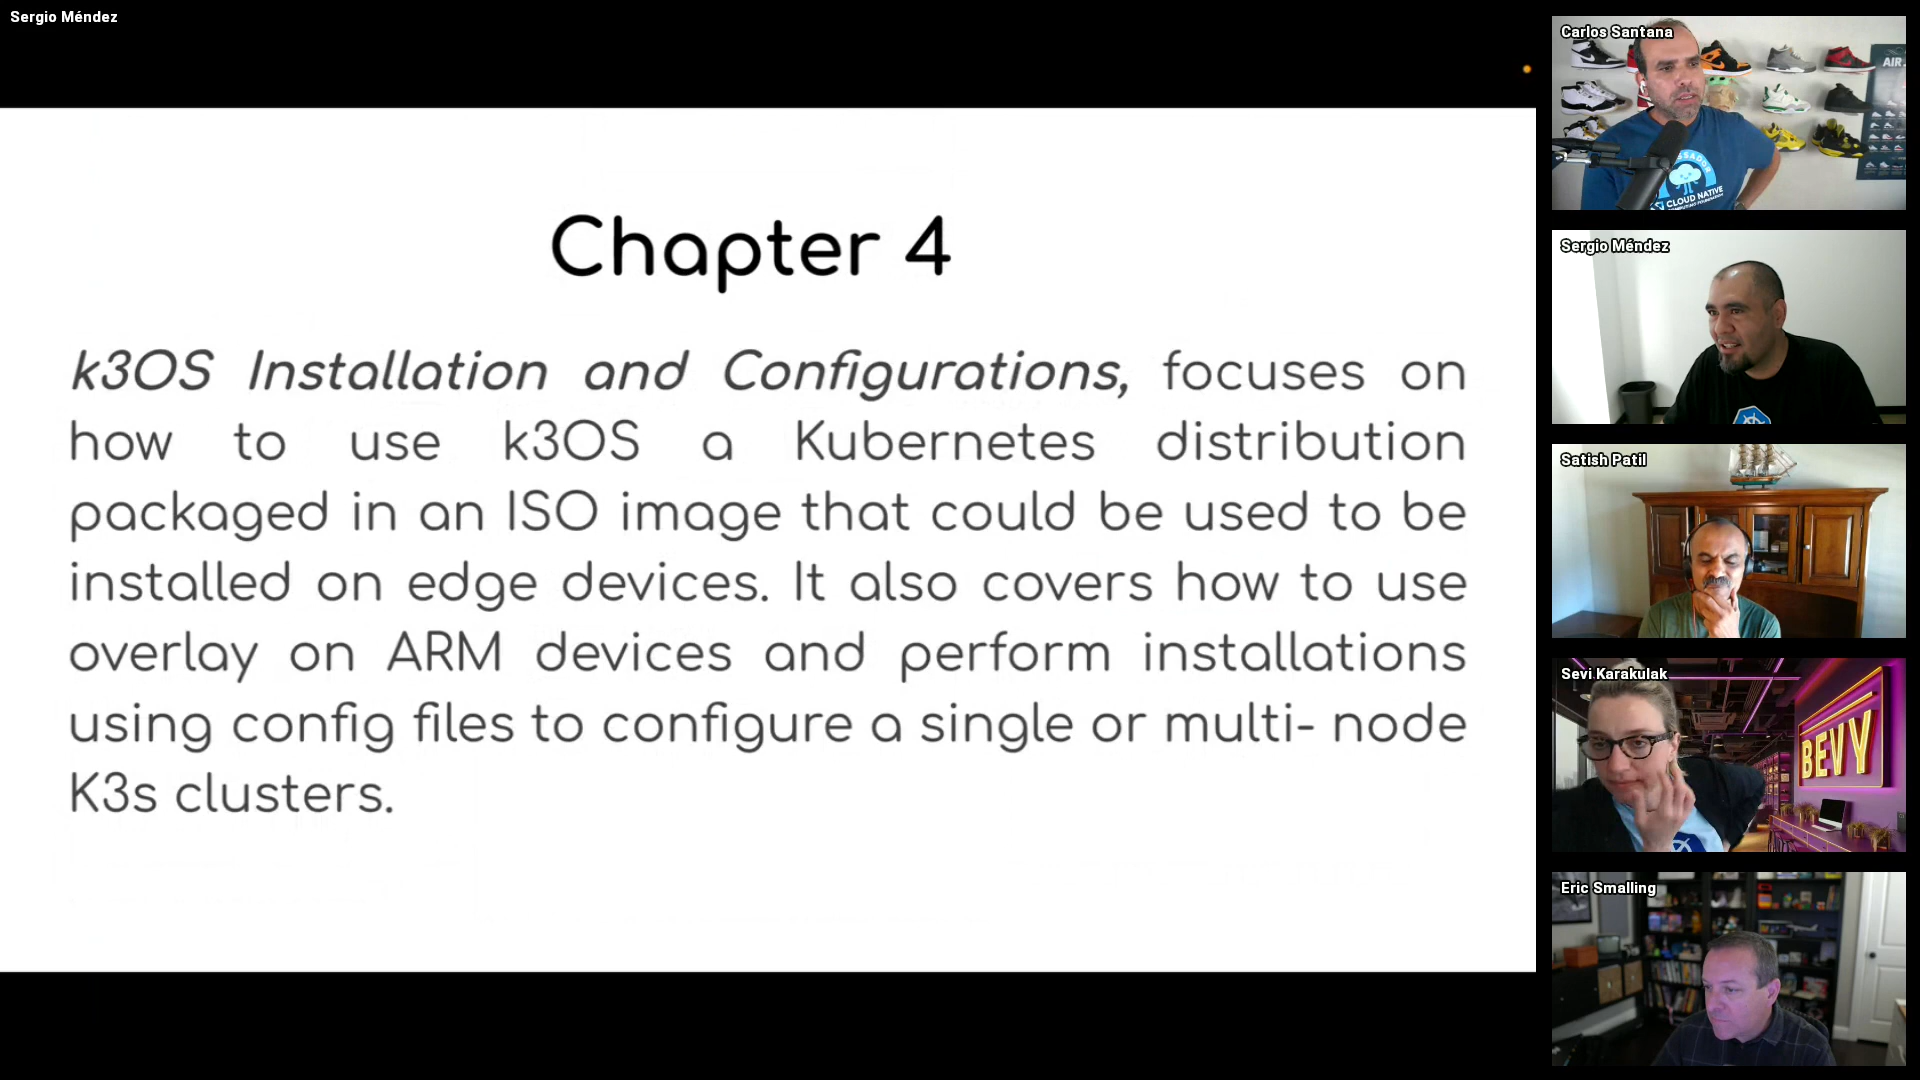 Sergio Méndez
Chapter 4
k3OS Installation and Configurations, focuses on
how to use k3OS a Kubernetes distribution
packaged in an ISO image that could be used to be
installed on edge devices. It also covers how to use
overlay on ARM devices and perform installations
using config files to configure a single or multi- node
K3s clusters.
Carlos Santana
AIR
CLOUD NATIVE
Sergio Méndez
Satish Patil
Sevi Karakulak
BEVY
Eric Smalling